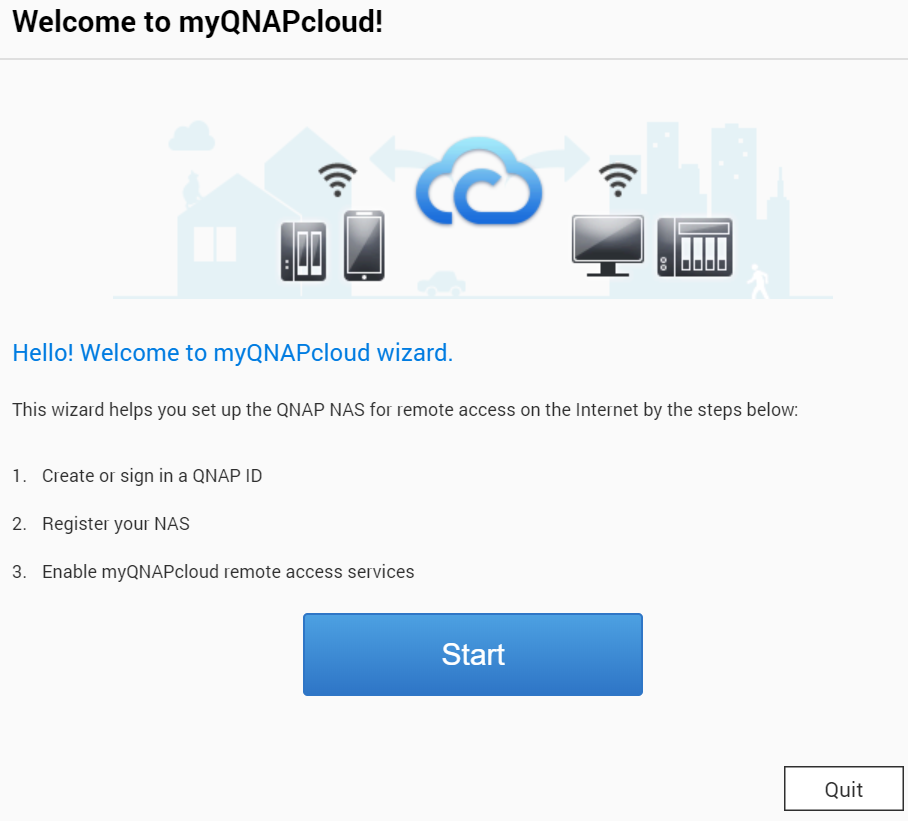 Welcome to myQNAPcloud!
Hello! Welcome to myQNAPcloud wizard.
This wizard helps you set up the QNAP NAS for remote access on the Internet by the steps below:
1. Create or sign in a QNAP ID
2. Register your NAS
3. Enable myQNAPcloud remote access services
Start
Quit